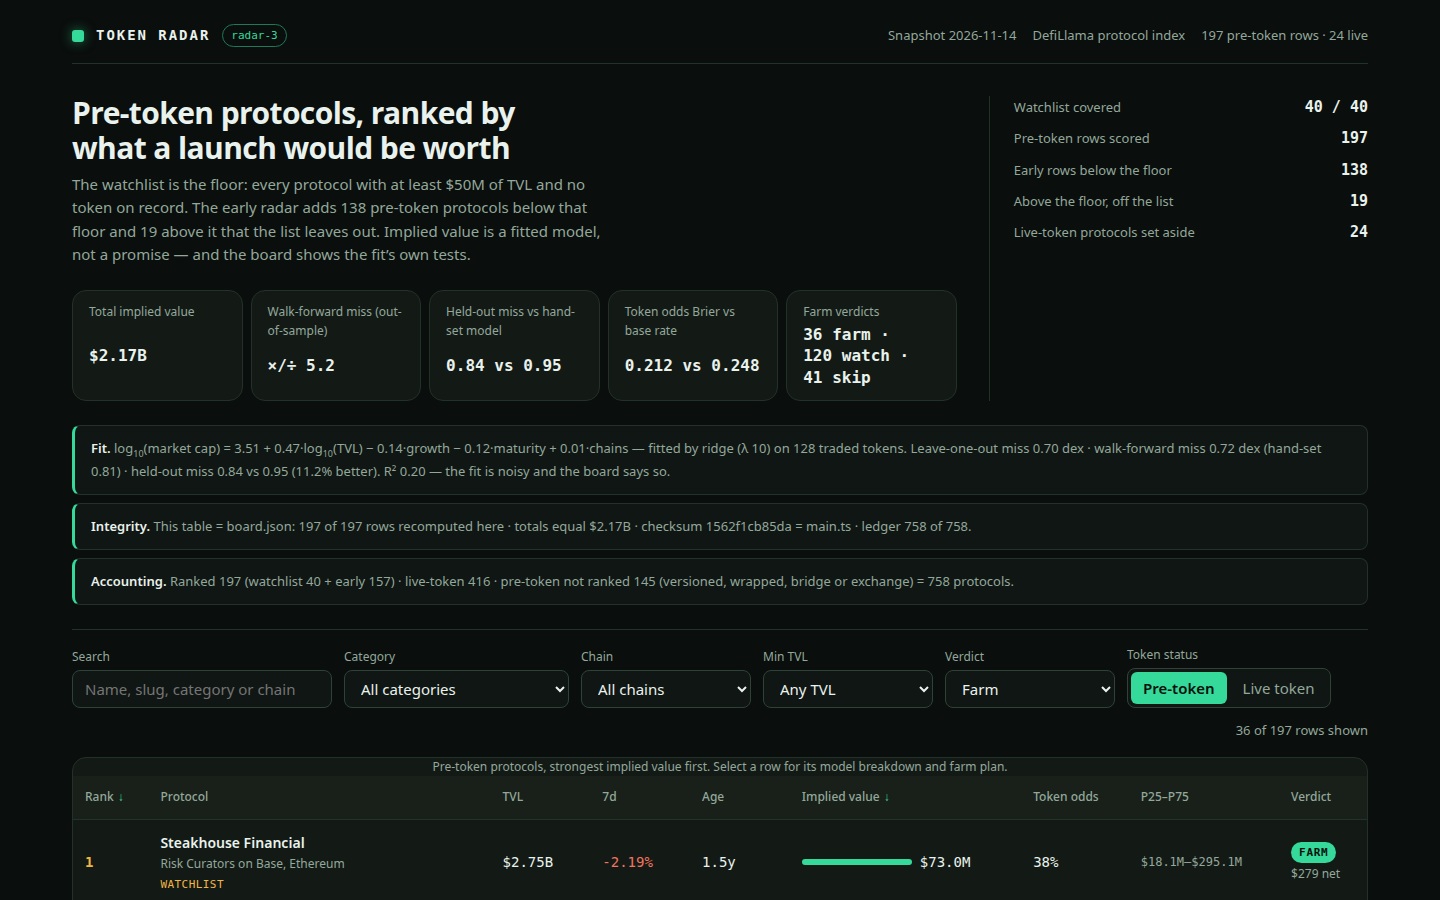 TOKEN RADAR radar-3
Snapshot 2026-11-14 DefiLlama protocol index 197 pre-token rows · 24 live
Pre-token protocols, ranked by
what a launch would be worth
The watchlist is the floor: every protocol with at least $50M of TVL and no
token on record. The early radar adds 138 pre-token protocols below that
floor and 19 above it that the list leaves out. Implied value is a fitted model,
not a promise — and the board shows the fit's own tests.
Watchlist covered 40 / 40
Pre-token rows scored 197
Early rows below the floor 138
Above the floor, off the list 19
Live-token protocols set aside 24
Total implied value
$2.17B
Walk-forward miss (out-
of-sample)
×/÷ 5.2
Held-out miss vs hand-
set model
0.84 vs 0.95
Token odds Brier vs
base rate
0.212 vs 0.248
Farm verdicts
36 farm ·
120 watch ·
41 skip
Fit. log10(market cap) = 3.51 + 0.47·log10(TVL) − 0.14·growth − 0.12·maturity + 0.01·chains — fitted by ridge (λ 10) on 128 traded tokens. Leave-one-out miss 0.70 dex · walk-forward miss 0.72 dex (hand-set
0.81) · held-out miss 0.84 vs 0.95 (11.2% better). R² 0.20 — the fit is noisy and the board says so.
Integrity. This table = board.json: 197 of 197 rows recomputed here · totals equal $2.17B · checksum 1562f1cb85da = main.ts · ledger 758 of 758.
Accounting. Ranked 197 (watchlist 40 + early 157) · live-token 416 · pre-token not ranked 145 (versioned, wrapped, bridge or exchange) = 758 protocols.
Search Category Chain Min TVL Verdict Token status
Name, slug, category or chain All categories All chains Any TVL Farm Pre-token Live token
36 of 197 rows shown
Pre-token protocols, strongest implied value first. Select a row for its model breakdown and farm plan.
Rank ↓ Protocol TVL 7d Age Implied value ↓ Token odds P25–P75 Verdict
1 Steakhouse Financial $2.75B -2.19% 1.5y $73.0M 38% $18.1M–$295.1M FARM
Risk Curators on Base, Ethereum $279 net
WATCHLIST